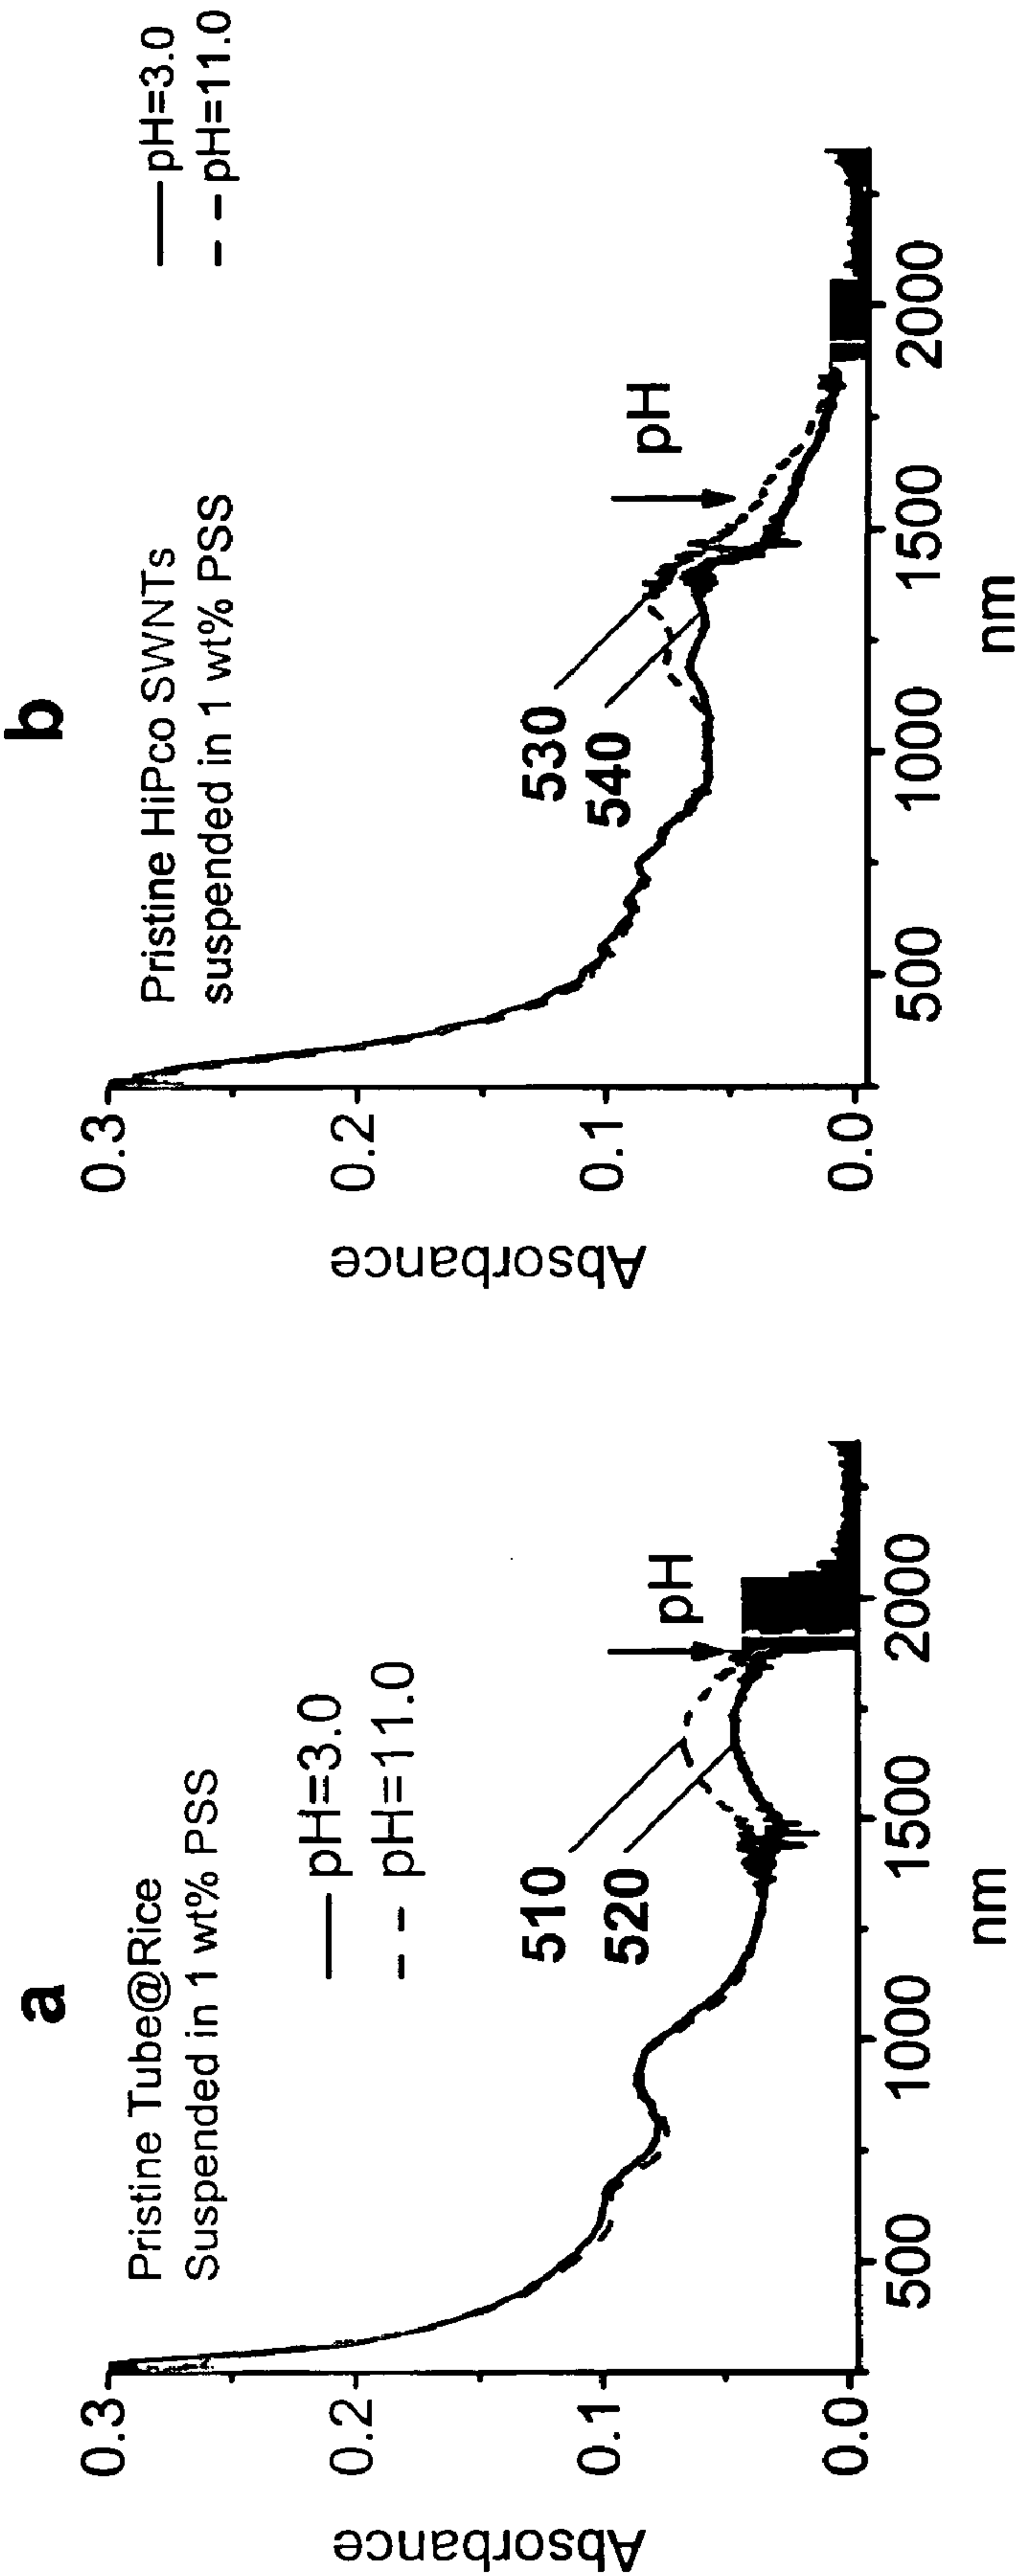 a
Pristine Tube@Rice
Suspended in 1 wt% PSS
pH=3.0
pH=11.0
pH
510
520
0.3
0.2
0.1
0.0
Absorbance
500
1000
1500
2000
nm
b
Pristine HiPco SWNTs
suspended in 1 wt% PSS
pH=3.0
pH=11.0
pH
530
540
0.3
0.2
0.1
0.0
Absorbance
500
1000
1500
2000
nm